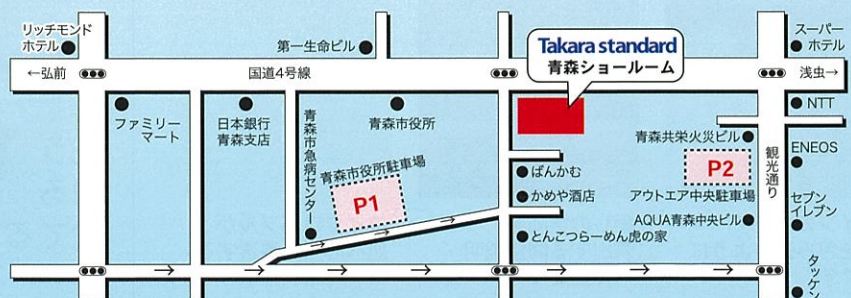 リッチモンド
ホテル
第一生命ビル
Takara standard
青森ショールーム
スーパー
ホテル
←弘前
国道4号線
浅虫→
ファミリー
マート
日本銀行
青森支店
青森市急病センター
青森市役所
青森市役所駐車場
P1
ばんかむ
かめや酒店
とんこつらーめん虎の家
青森共栄火災ビル
P2
アウトエア中央駐車場
AQUA青森中央ビル
観光通り
NTT
ENEOS
セブン
イレブン
タッケン